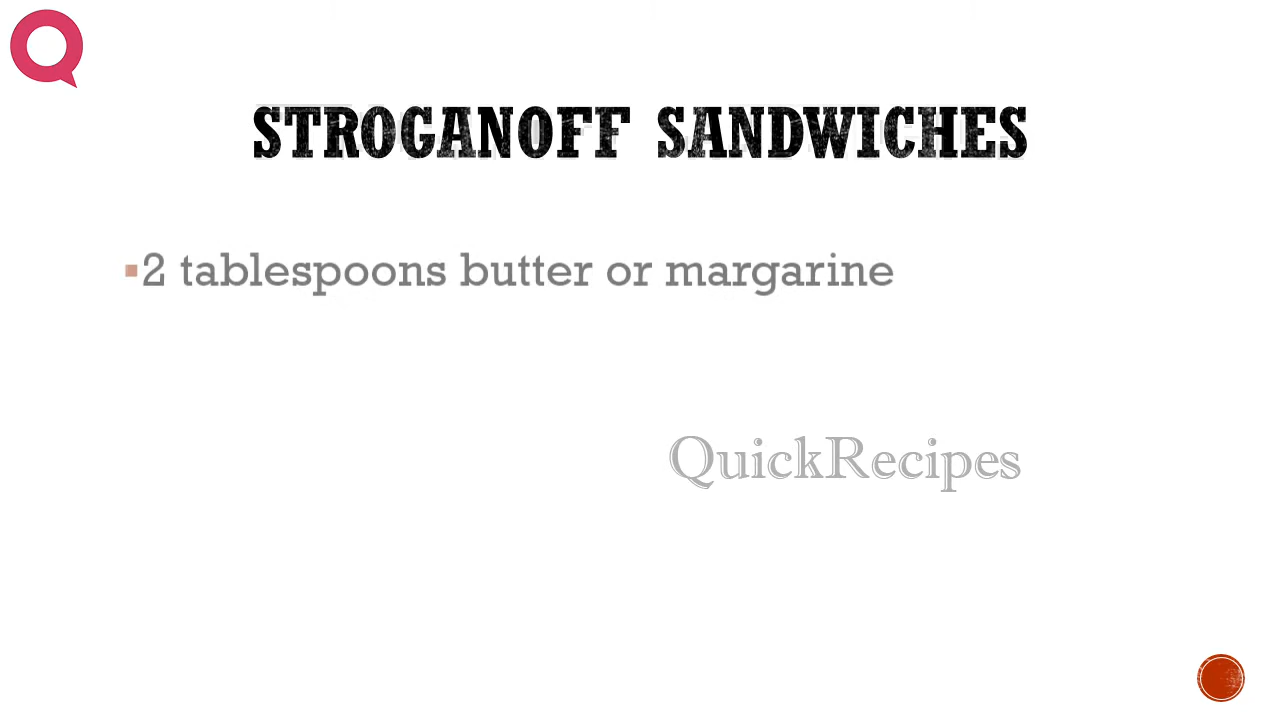 STROGANOFF SANDWICHES
▪2 tablespoons butter or margarine
QuickRecipes